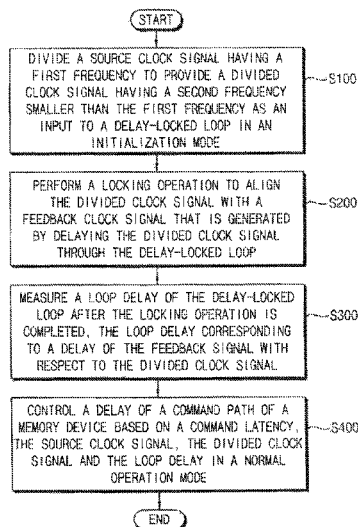 START
DIVIDE A SOURCE CLOCK SIGNAL HAVING A
FIRST FREQUENCY TO PROVIDE A DIVIDED
CLOCK SIGNAL HAVING A SECOND FREQUENCY
SMALLER THAN THE FIRST FREQUENCY AS AN
INPUT TO A DELAY-LOCKED LOOP IN AN
INITIALIZATION MODE
S100
PERFORM A LOCKING OPERATION TO ALIGN
THE DIVIDED CLOCK SIGNAL WITH A
FEEDBACK CLOCK SIGNAL THAT IS GENERATED
BY DELAYING THE DIVIDED CLOCK SIGNAL
THROUGH THE DELAY-LOCKED LOOP
S200
MEASURE A LOOP DELAY OF THE DELAY-LOCKED
LOOP AFTER THE LOCKING OPERATION IS
COMPLETED, THE LOOP DELAY CORRESPONDING
TO A DELAY OF THE FEEDBACK SIGNAL WITH
RESPECT TO THE DIVIDED CLOCK SIGNAL
S300
CONTROL A DELAY OF A COMMAND PATH OF A
MEMORY DEVICE BASED ON A COMMAND LATENCY,
THE SOURCE CLOCK SIGNAL, THE DIVIDED CLOCK
SIGNAL AND THE LOOP DELAY IN A NORMAL
OPERATION MODE
S400
END